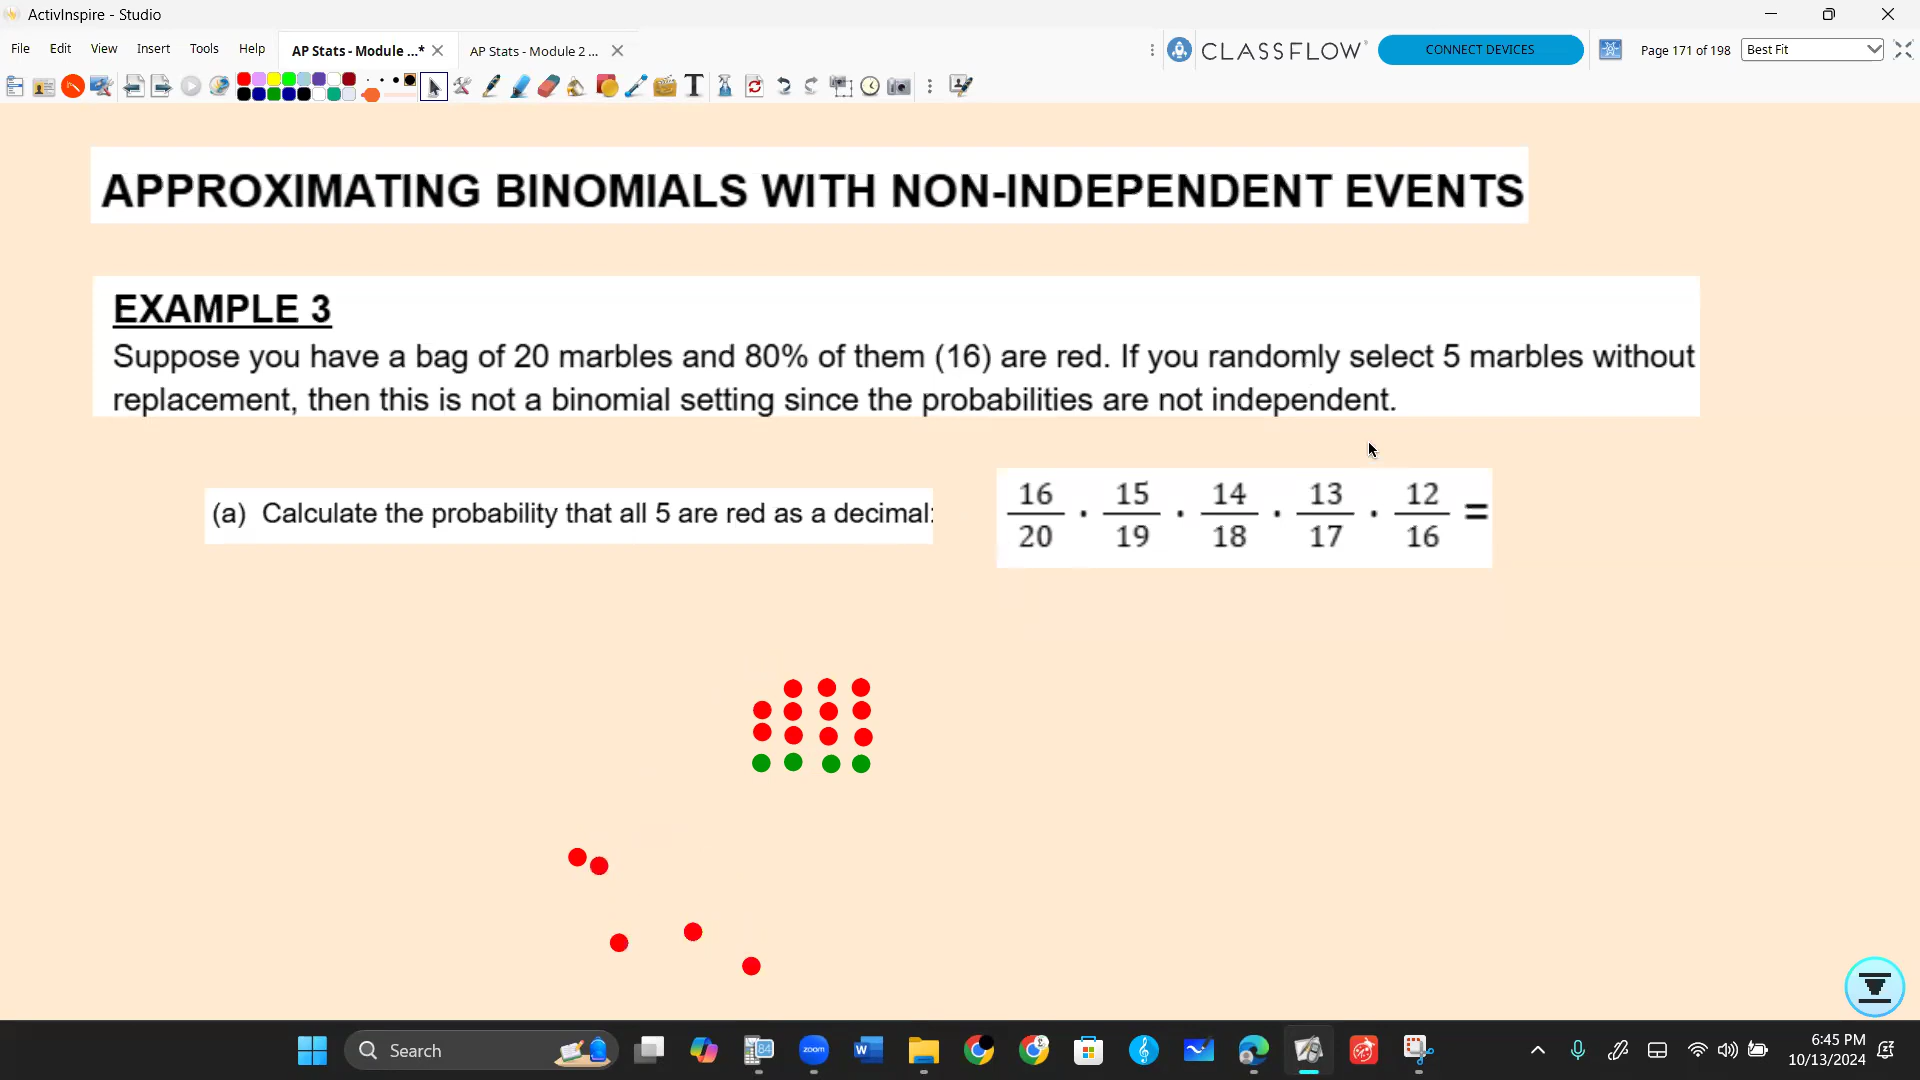 ActivInspire - Studio
File Edit View Insert Tools Help
AP Stats - Module ...*
AP Stats - Module 2 ...
CLASSFLOW
CONNECT DEVICES
Page 171 of 198
Best Fit
APPROXIMATING BINOMIALS WITH NON-INDEPENDENT EVENTS
EXAMPLE 3
Suppose you have a bag of 20 marbles and 80% of them (16) are red. If you randomly select 5 marbles without
replacement, then this is not a binomial setting since the probabilities are not independent.
(a) Calculate the probability that all 5 are red as a decimal:
16/20 · 15/19 · 14/18 · 13/17 · 12/16 =
Search
84
zoom
6:45 PM
10/13/2024